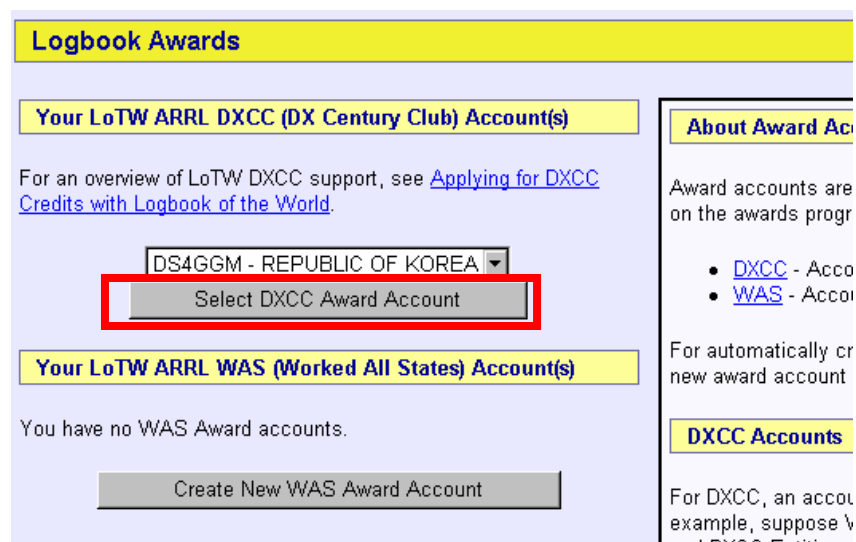 Logbook Awards
Your LoTW ARRL DXCC (DX Century Club) Account(s)
For an overview of LoTW DXCC support, see Applying for DXCC
Credits with Logbook of the World.
DS4GGM - REPUBLIC OF KOREA
Select DXCC Award Account
Your LoTW ARRL WAS (Worked All States) Account(s)
You have no WAS Award accounts.
Create New WAS Award Account
About Award Acc
Award accounts are
on the awards progr
DXCC - Acco
WAS - Accou
For automatically cr
new award account
DXCC Accounts
For DXCC, an accou
example, suppose